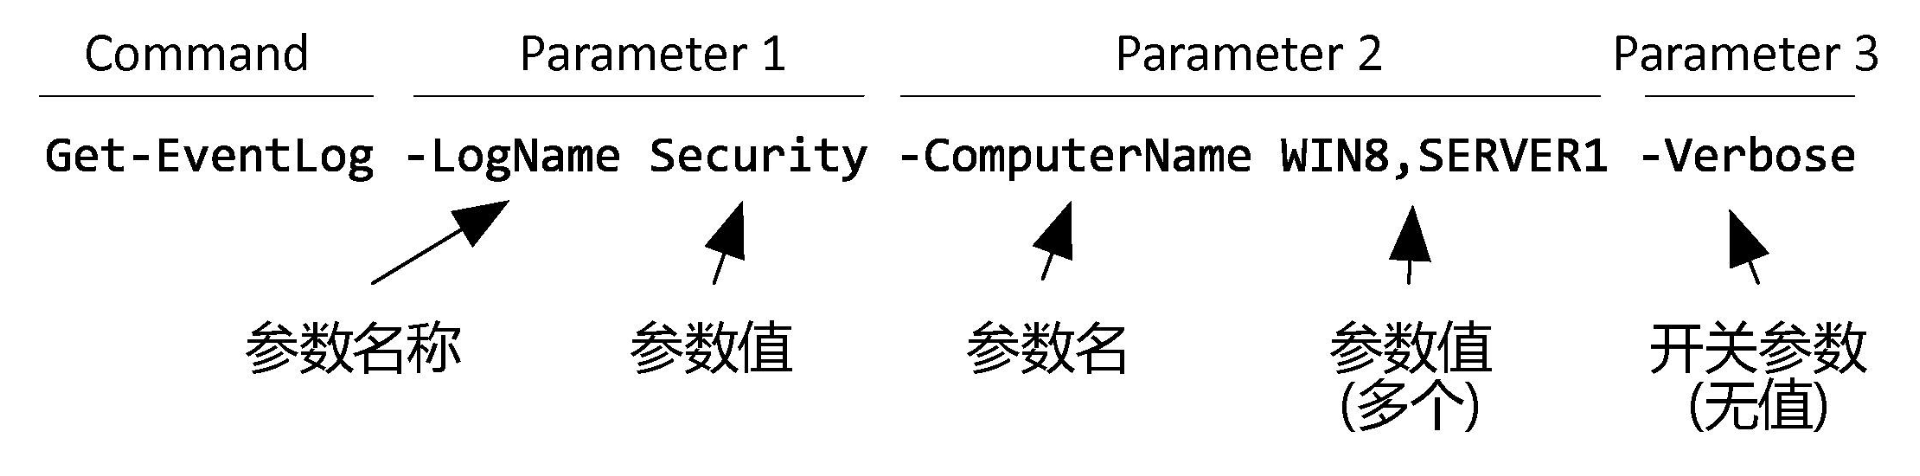 Command Parameter 1 Parameter 2 Parameter 3
Get-EventLog -LogName Security -ComputerName WIN8,SERVER1 -Verbose
参数名称 参数值 参数名 参数值 开关参数
(多个) (无值)